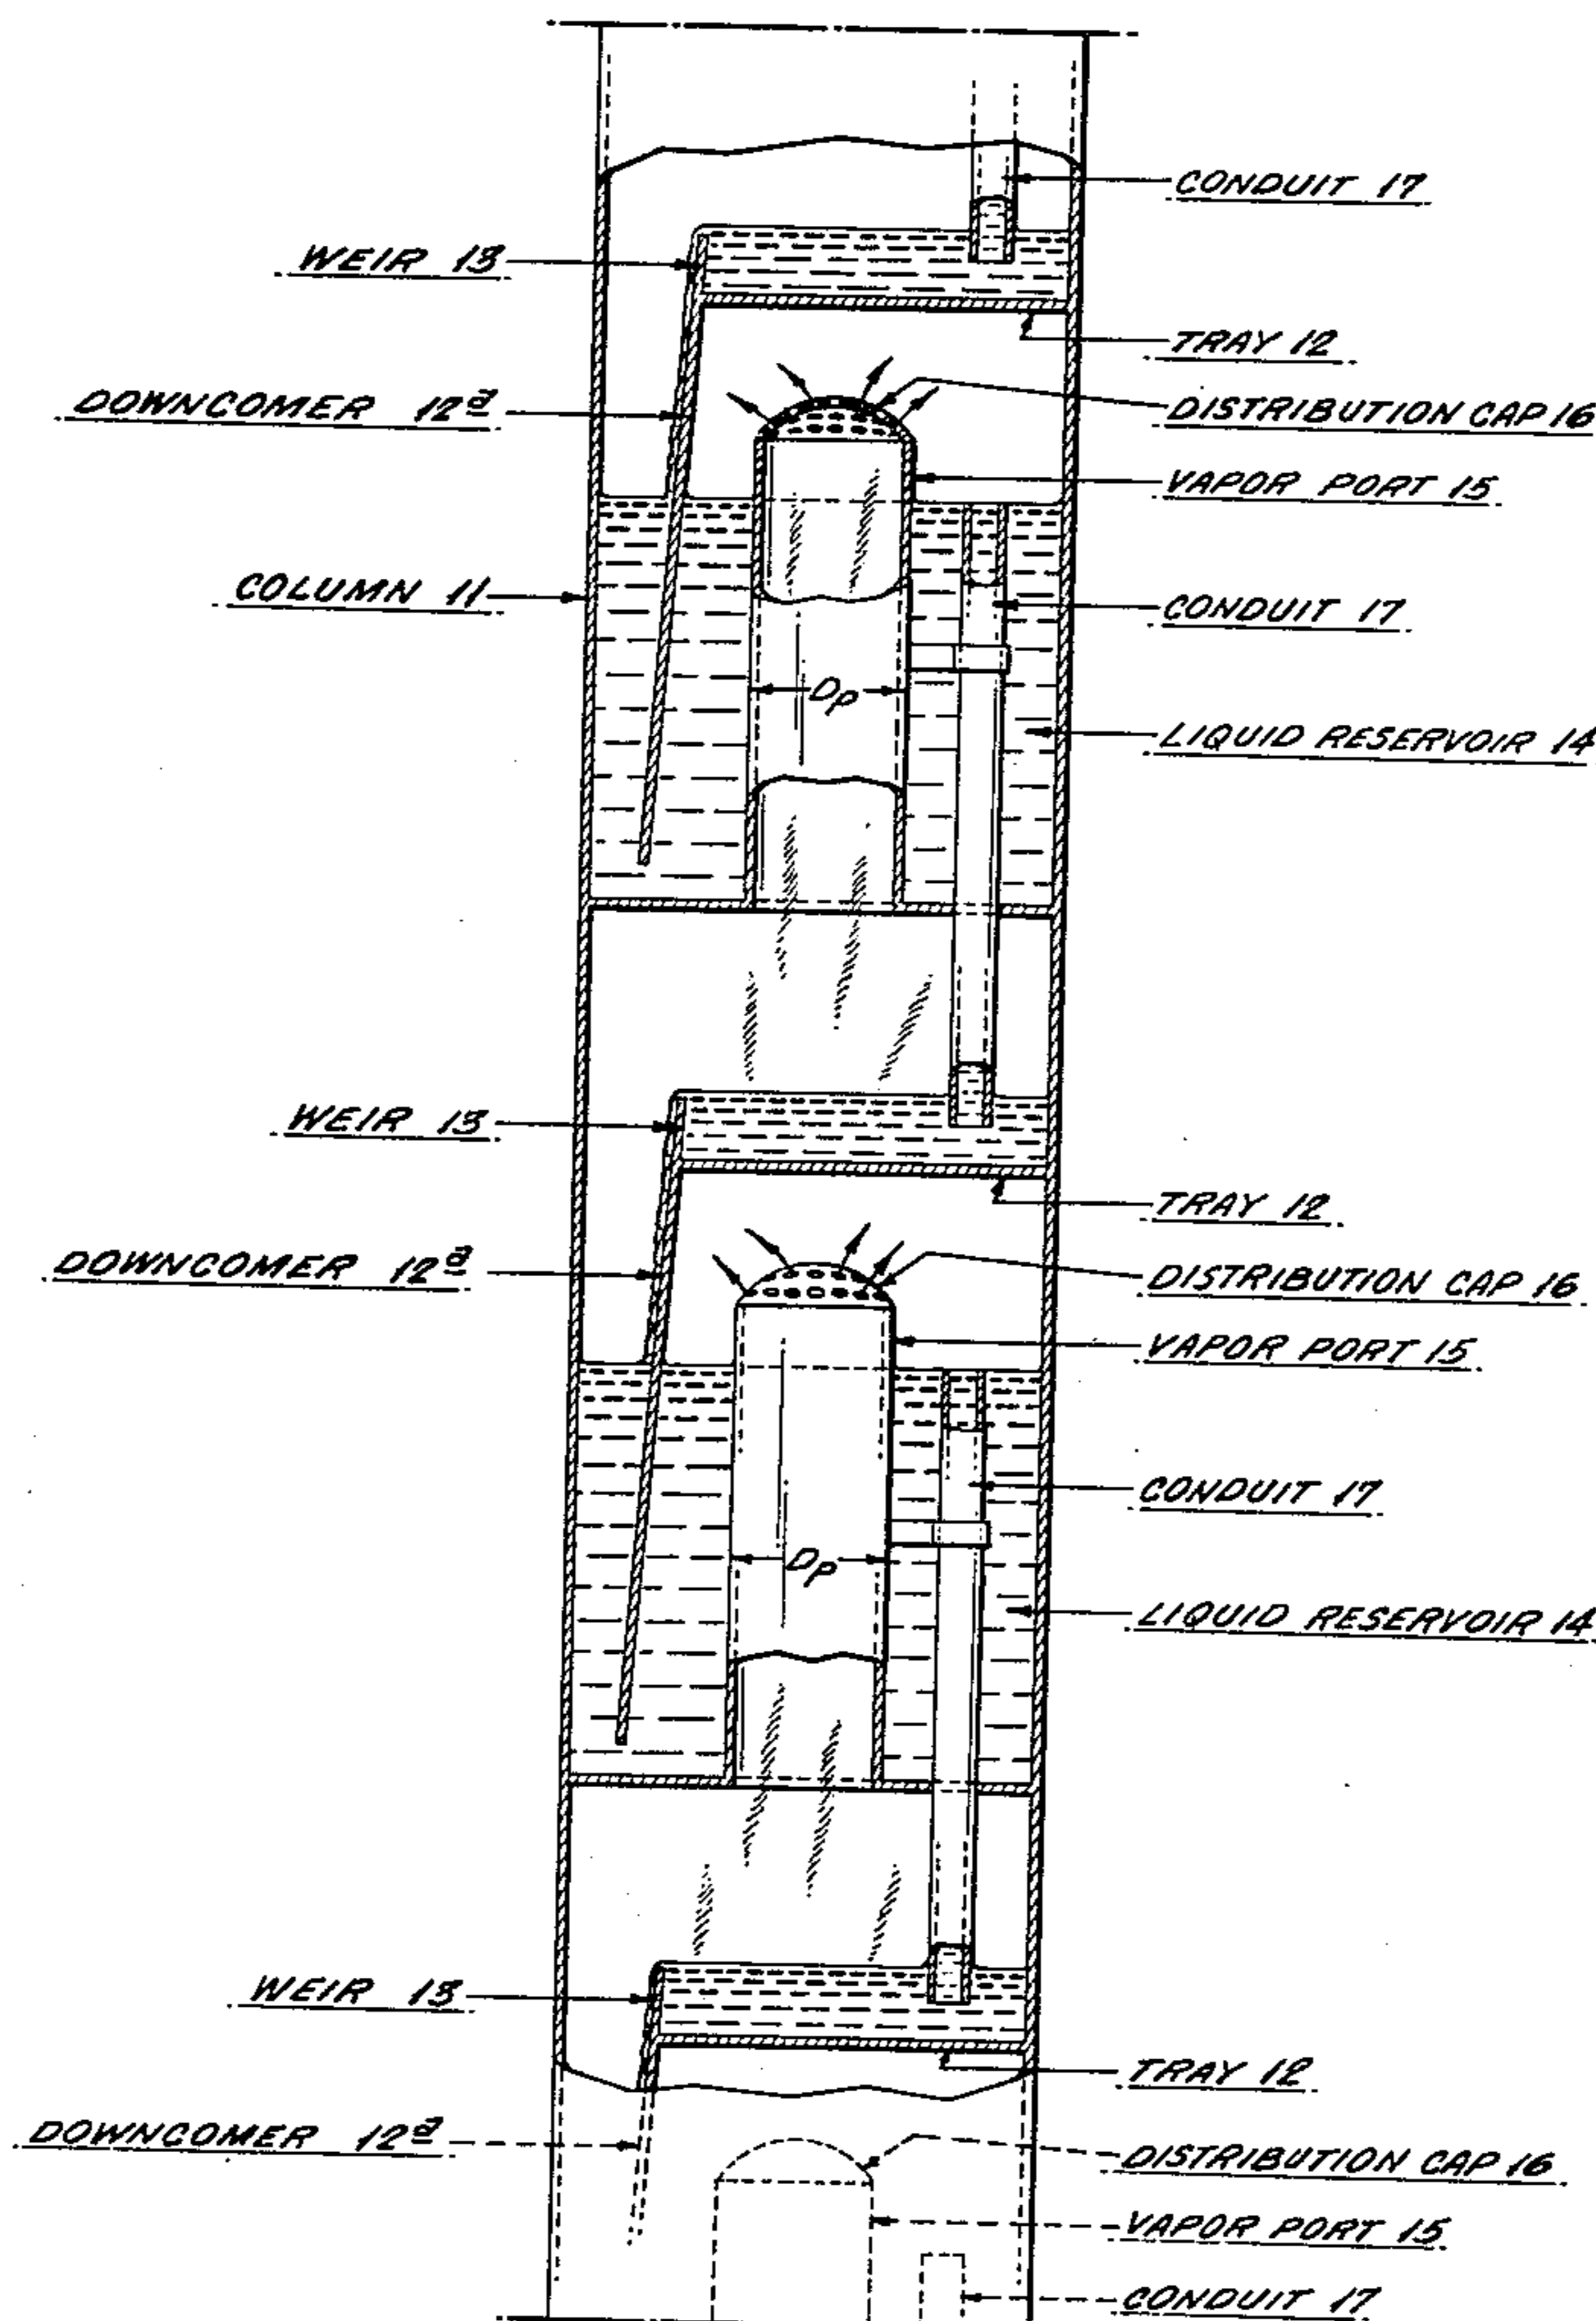 CONDUIT 17
WEIR 13
TRAY 12
DOWNCOMER 12a
DISTRIBUTION CAP 16
VAPOR PORT 15
COLUMN 11
CONDUIT 17
DP
LIQUID RESERVOIR 14
WEIR 13
TRAY 12
DOWNCOMER 12a
DISTRIBUTION CAP 16
VAPOR PORT 15
CONDUIT 17
DP
LIQUID RESERVOIR 14
WEIR 13
TRAY 12
DOWNCOMER 12a
DISTRIBUTION CAP 16
VAPOR PORT 15
CONDUIT 17